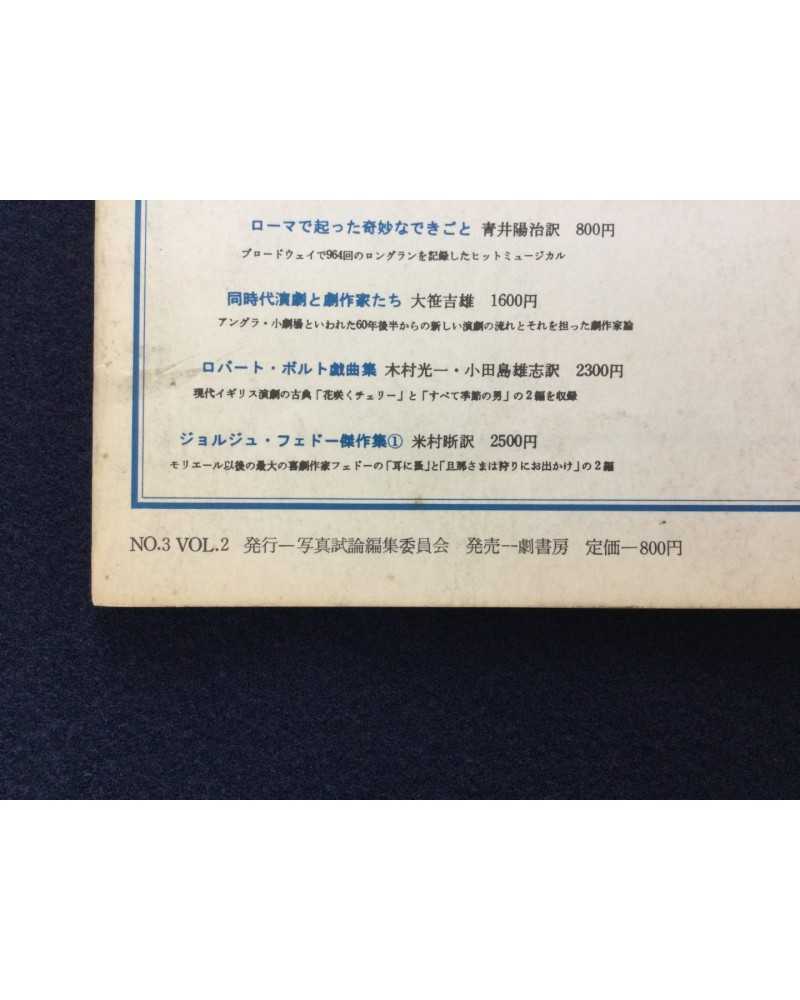 ローマで起った奇妙なできごと 青井陽治訳 800円
ブロードウェイで964回のロングランを記録したヒットミュージカル
同時代演劇と劇作家たち 大笹吉雄 1600円
アングラ・小劇場といわれた60年後半からの新しい演劇の流れとそれを担った劇作家論
ロバート・ボルト戯曲集 木村光一・小田島雄志訳 2300円
現代イギリス演劇の古典「花咲くチェリー」と「すべて季節の男」の2編を収録
ジョルジュ・フェドー傑作集① 米村晰訳 2500円
モリエール以後の最大の喜劇作家フェドーの「耳に蚤」と「旦那さまは狩りにお出かけ」の2編
NO.3 VOL.2 発行―写真試論編集委員会 発売--劇書房 定価―800円